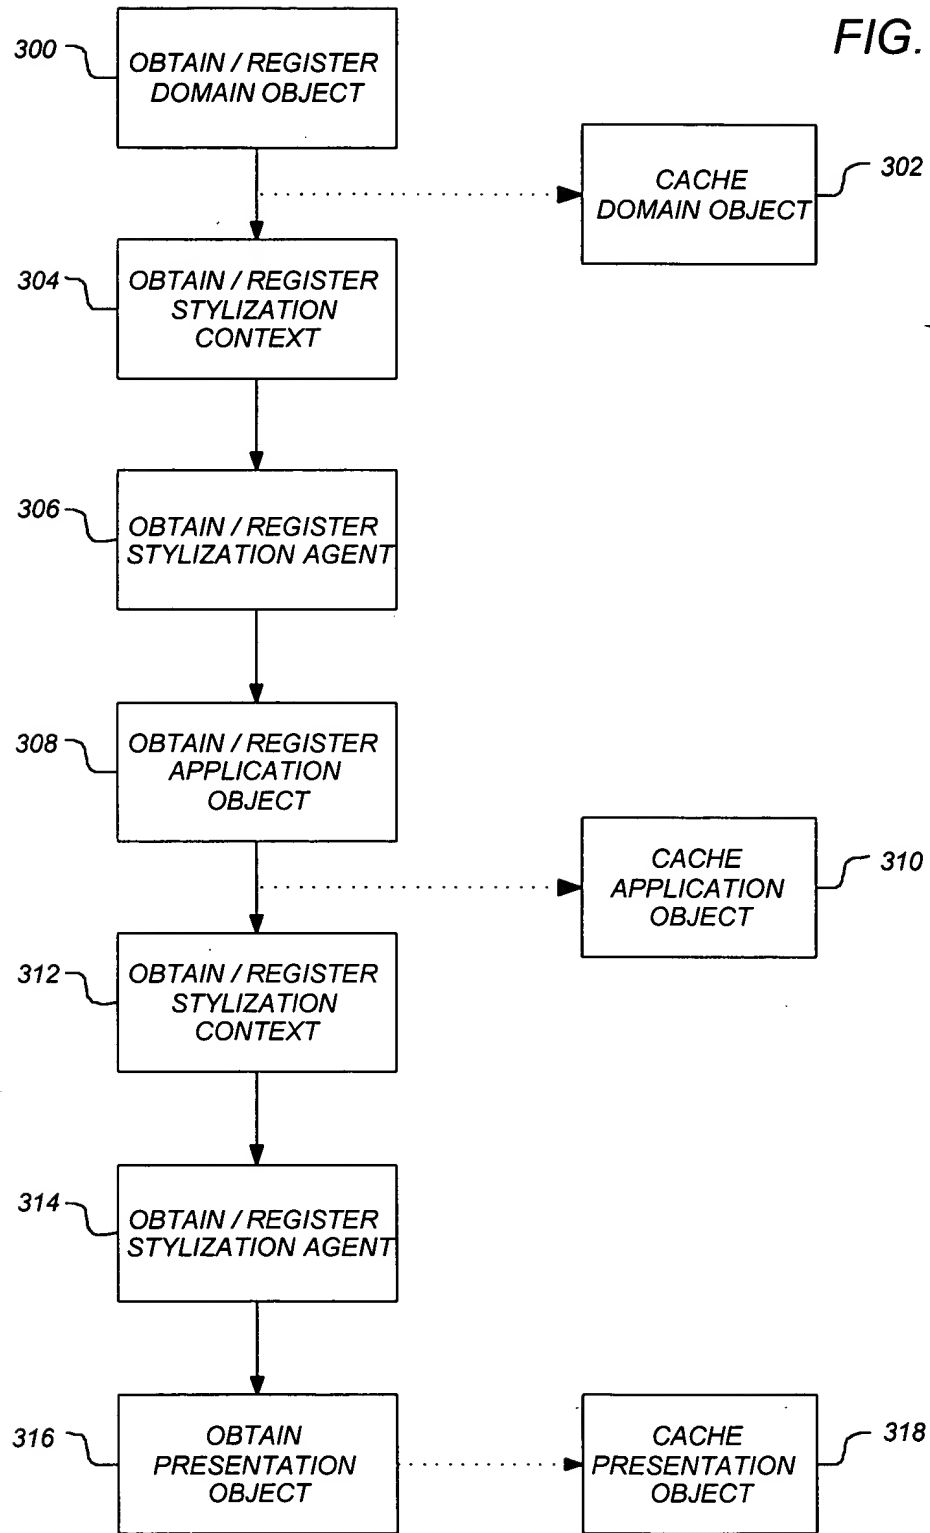 FIG.
300
OBTAIN / REGISTER
DOMAIN OBJECT
CACHE
DOMAIN OBJECT
302
304
OBTAIN / REGISTER
STYLIZATION
CONTEXT
306
OBTAIN / REGISTER
STYLIZATION AGENT
308
OBTAIN / REGISTER
APPLICATION
OBJECT
CACHE
APPLICATION
OBJECT
310
312
OBTAIN / REGISTER
STYLIZATION
CONTEXT
314
OBTAIN / REGISTER
STYLIZATION AGENT
316
OBTAIN
PRESENTATION
OBJECT
CACHE
PRESENTATION
OBJECT
318